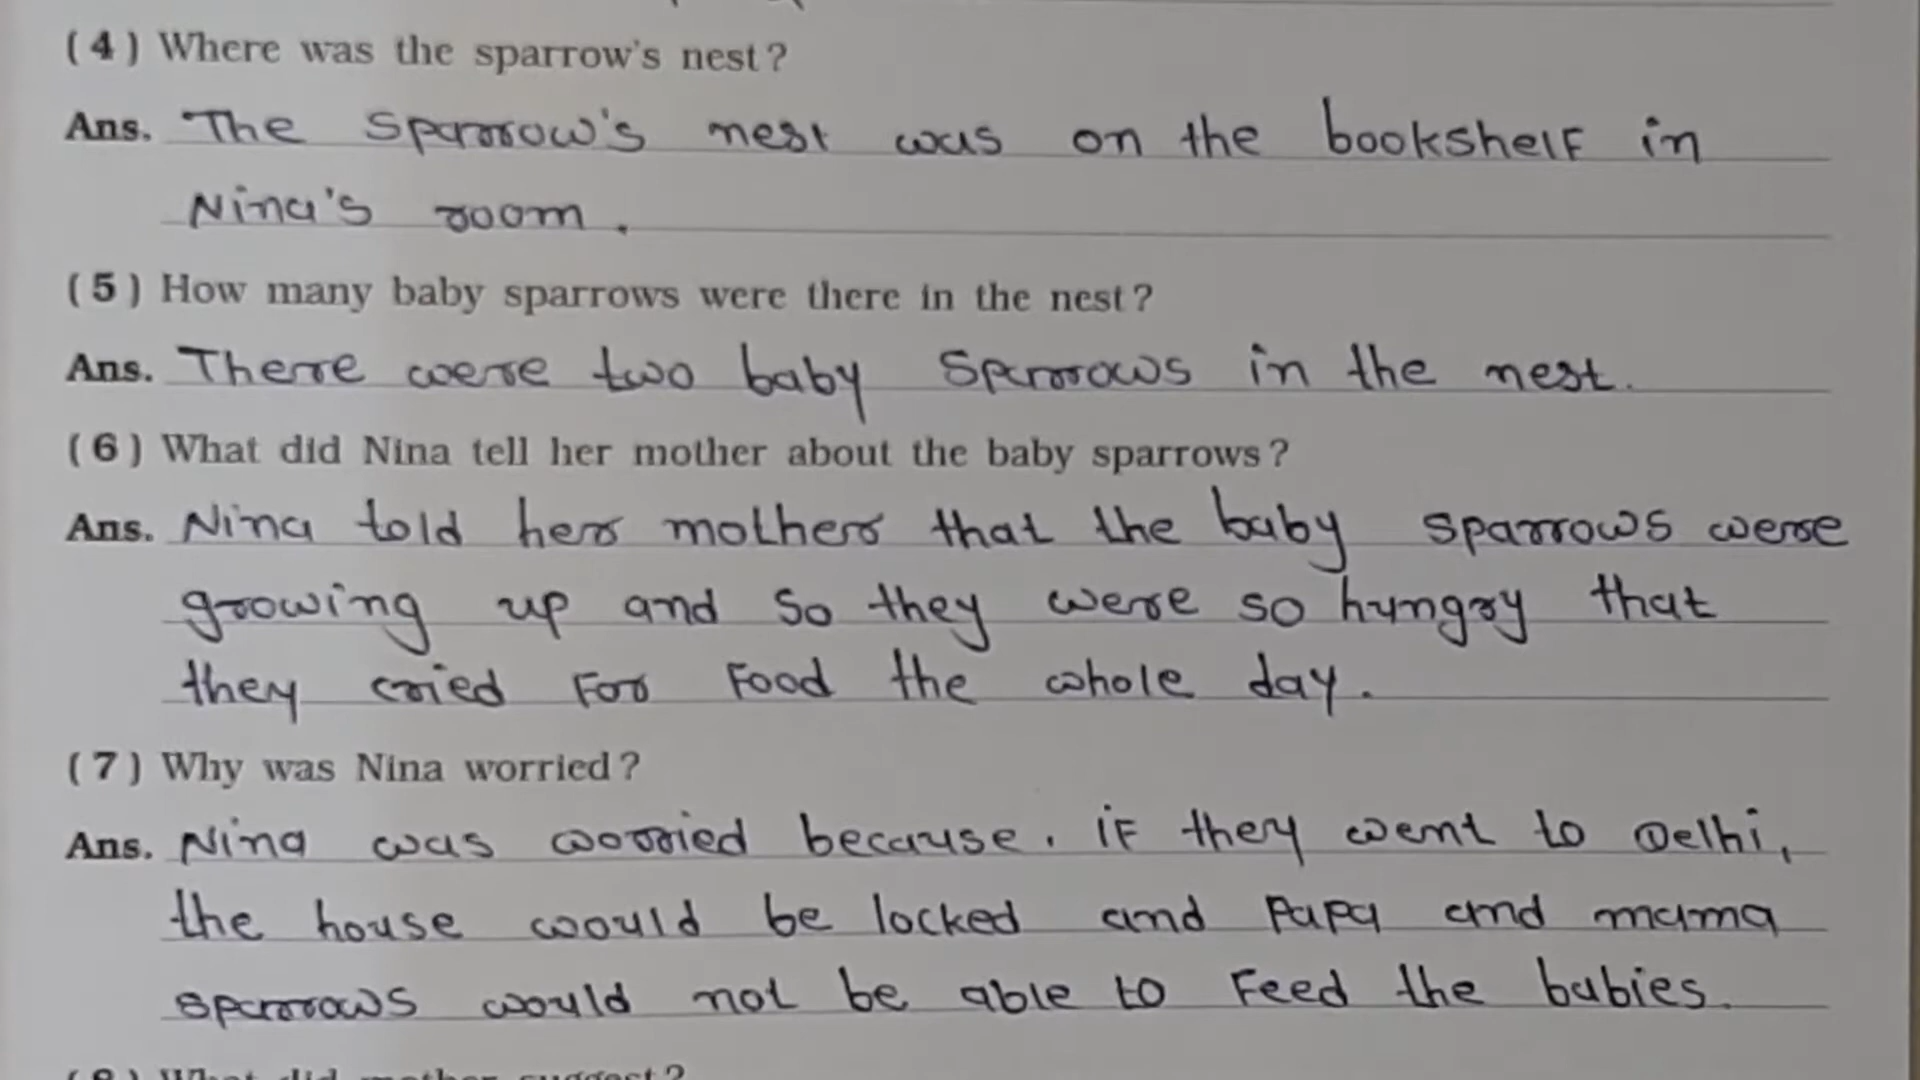 (4) Where was the sparrow's nest?
Ans. The sparrow's nest was on the bookshelf in
Nina's room.
(5) How many baby sparrows were there in the nest?
Ans. There were two baby sparrows in the nest.
(6) What did Nina tell her mother about the baby sparrows?
Ans. Nina told her mother that the baby sparrows were
growing up and so they were so hungry that
they cried for food the whole day.
(7) Why was Nina worried?
Ans. Nina was worried because. if they went to Delhi,
the house would be locked and papa and mama
sparrows would not be able to feed the babies.
(8) What did mother suggest?